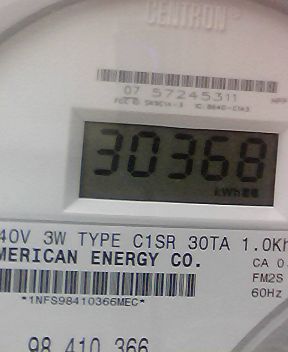 CENTRON®
07 57245311
30368
kWh
40V 3W TYPE C1SR 30TA 1.0Kh
MERICAN ENERGY CO.
CA 0.
FM2S
*1NFS98410366MEC*
60Hz
98 410 366